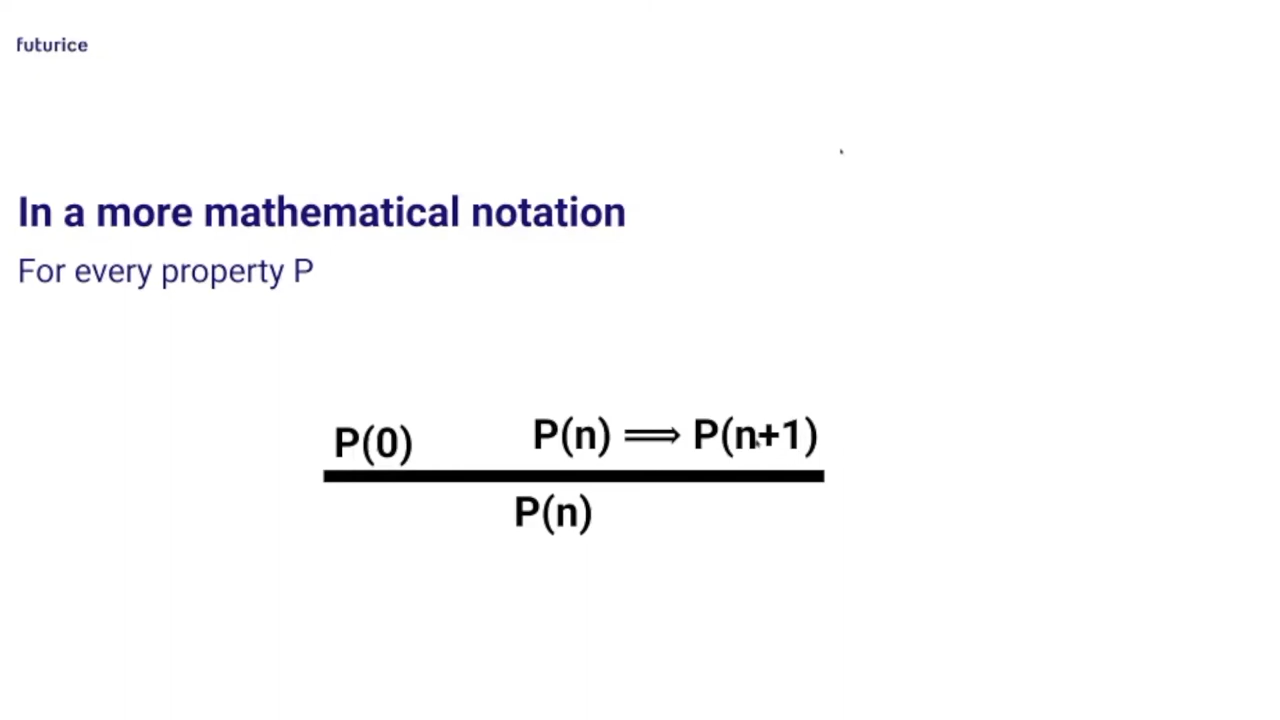 futurice
In a more mathematical notation
For every property P
P(0) P(n) ⟹ P(n+1)
P(n)